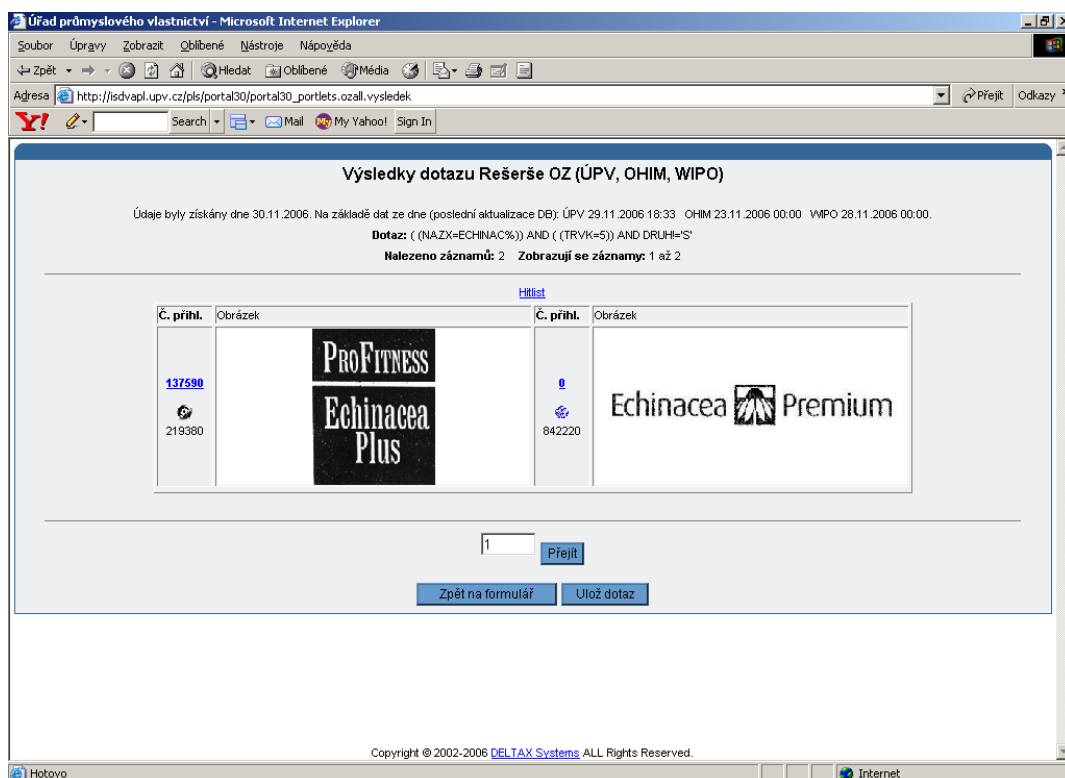 Úřad průmyslového vlastnictví - Microsoft Internet Explorer
Soubor Úpravy Zobrazit Oblíbené Nástroje Nápověda
Zpět Hledat Oblíbené Média
Adresa http://isdvapl.upv.cz/pls/portal30/portal30_portlets.ozall.vysledek Přejít Odkazy
Y! Search Mail My Yahoo! Sign In
Výsledky dotazu Rešerše OZ (ÚPV, OHIM, WIPO)
Údaje byly získány dne 30.11.2006. Na základě dat ze dne (poslední aktualizace DB): ÚPV 29.11.2006 18:33 OHIM 23.11.2006 00:00 WIPO 28.11.2006 00:00.
Dotaz: ( (NAZX=ECHINAC%)) AND ( (TRVK=5)) AND DRUH!='S'
Nalezeno záznamů: 2 Zobrazují se záznamy: 1 až 2
Hitlist
Č. přihl. Obrázek Č. přihl. Obrázek
137590
219380
PROFITNESS
Echinacea
Plus
0
842220
Echinacea Premium
1 Přejít
Zpět na formulář Ulož dotaz
Copyright © 2002-2006 DELTAX Systems ALL Rights Reserved.
Hotovo Internet